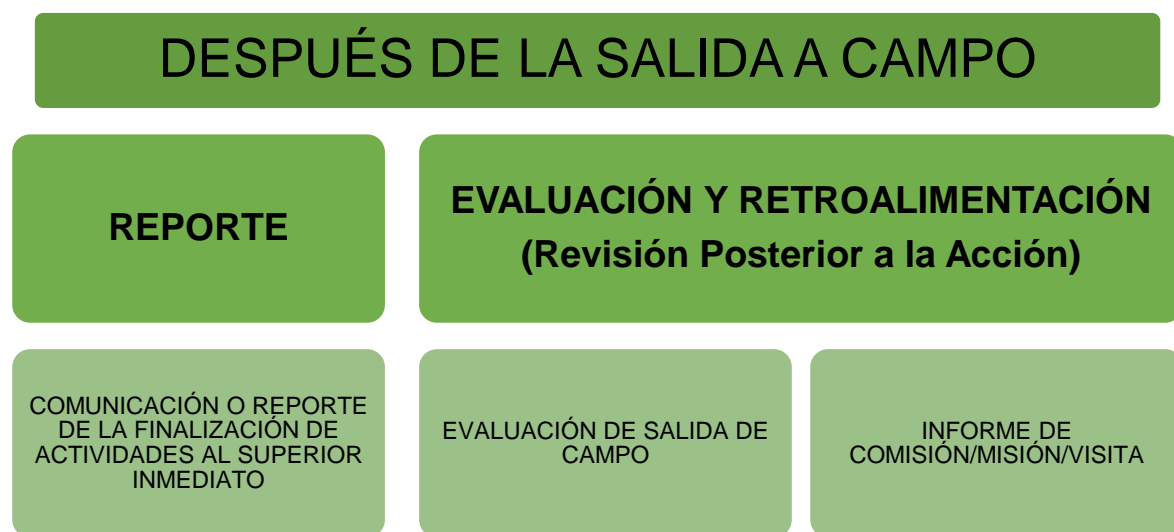 DESPUÉS DE LA SALIDA A CAMPO
REPORTE
EVALUACIÓN Y RETROALIMENTACIÓN
(Revisión Posterior a la Acción)
COMUNICACIÓN O REPORTE
DE LA FINALIZACIÓN DE
ACTIVIDADES AL SUPERIOR
INMEDIATO
EVALUACIÓN DE SALIDA DE
CAMPO
INFORME DE
COMISIÓN/MISIÓN/VISITA